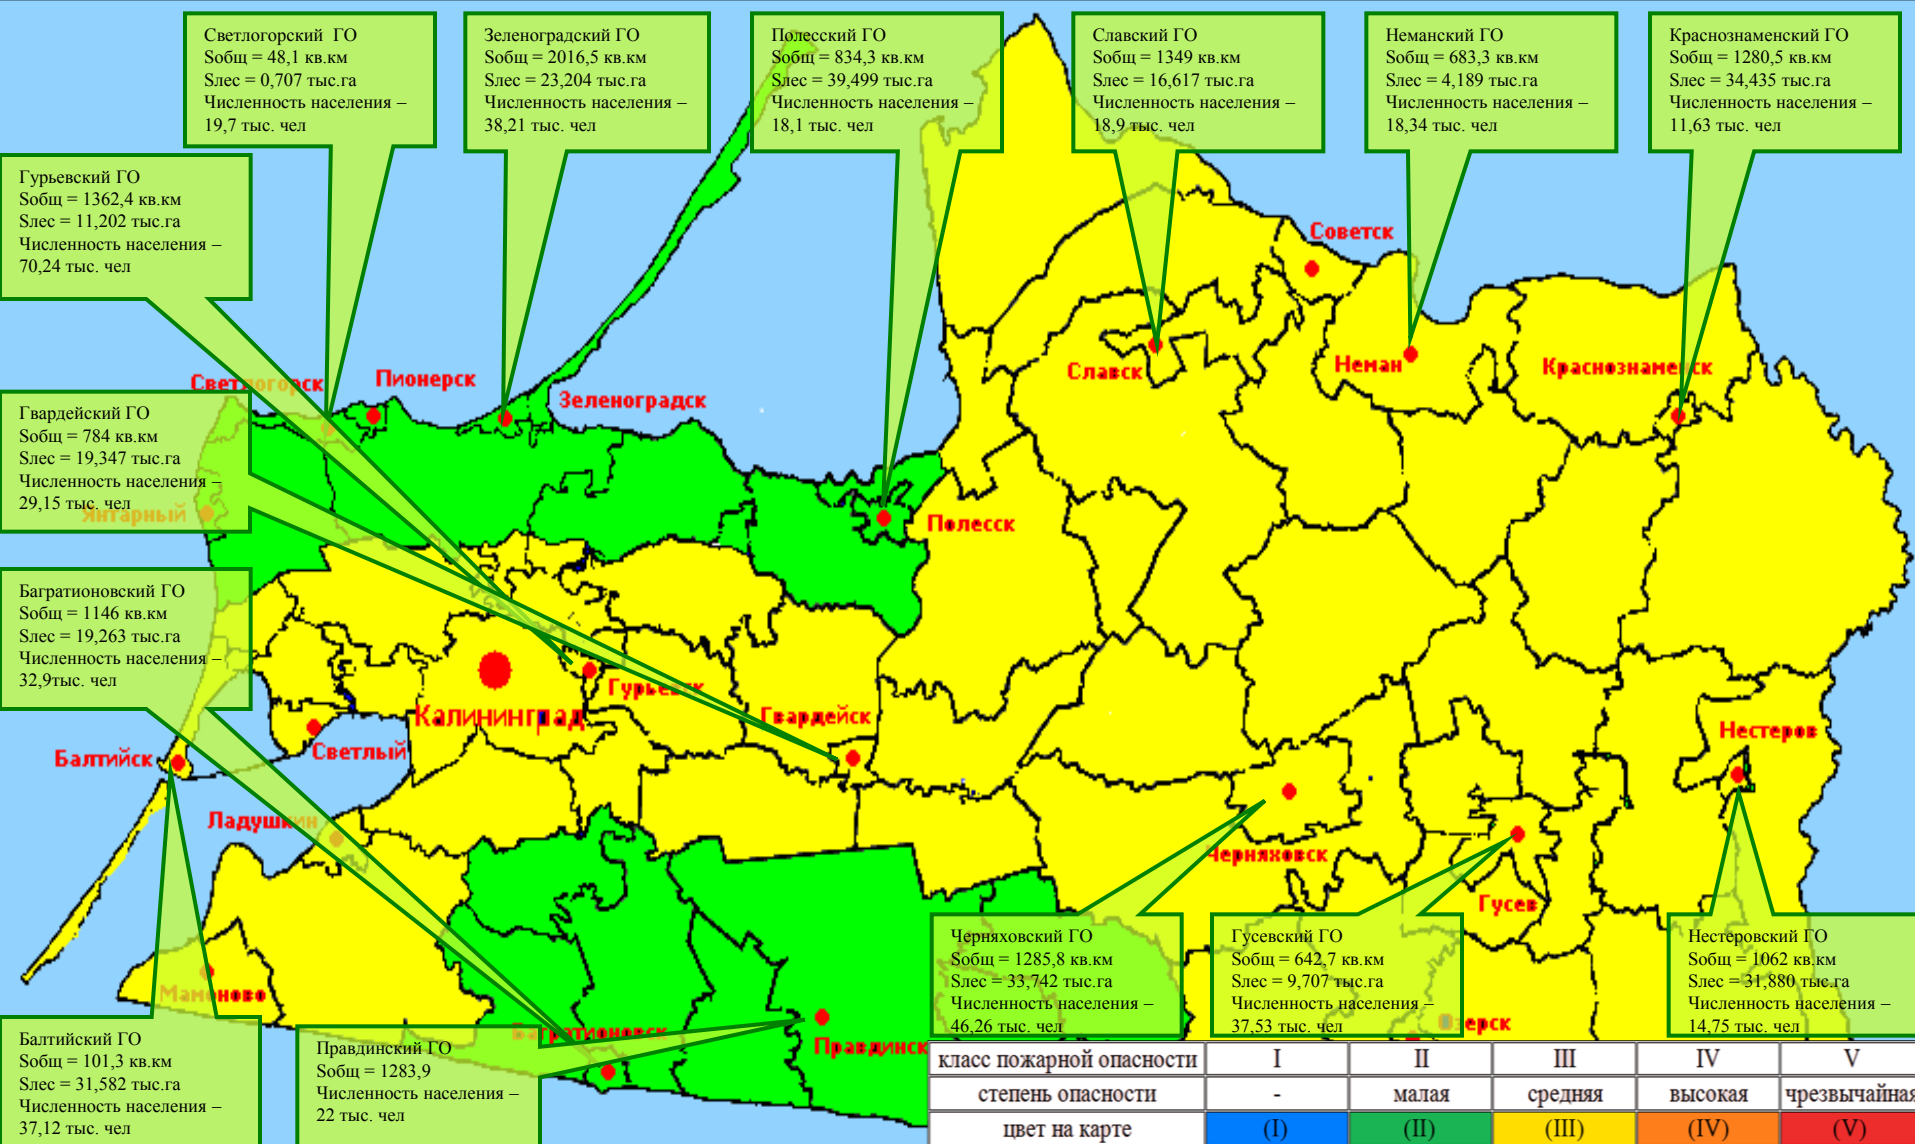 Светлогорский ГО
Sобщ = 48,1 кв.км
Sлес = 0,707 тыс.га
Численность населения –
19,7 тыс. чел
Зеленоградский ГО
Sобщ = 2016,5 кв.км
Sлес = 23,204 тыс.га
Численность населения –
38,21 тыс. чел
Полесский ГО
Sобщ = 834,3 кв.км
Sлес = 39,499 тыс.га
Численность населения –
18,1 тыс. чел
Славский ГО
Sобщ = 1349 кв.км
Sлес = 16,617 тыс.га
Численность населения –
18,9 тыс. чел
Неманский ГО
Sобщ = 683,3 кв.км
Sлес = 4,189 тыс.га
Численность населения –
18,34 тыс. чел
Краснознаменский ГО
Sобщ = 1280,5 кв.км
Sлес = 34,435 тыс.га
Численность населения –
11,63 тыс. чел
Гурьевский ГО
Sобщ = 1362,4 кв.км
Sлес = 11,202 тыс.га
Численность населения –
70,24 тыс. чел
Советск
Славск
Неман
Краснознаменск
Светлогорск
Пионерск
Зеленоградск
Гвардейский ГО
Sобщ = 784 кв.км
Sлес = 19,347 тыс.га
Численность населения –
29,15 тыс. чел
Янтарный
Полесск
Багратионовский ГО
Sобщ = 1146 кв.км
Sлес = 19,263 тыс.га
Численность населения –
32,9тыс. чел
Гурьевск
Калининград
Гвардейск
Нестеров
Балтийск
Светлый
Ладушкин
Черняховск
Гусев
Мамоново
Багратионовск
Правдинск
Озерск
Черняховский ГО
Sобщ = 1285,8 кв.км
Sлес = 33,742 тыс.га
Численность населения –
46,26 тыс. чел
Гусевский ГО
Sобщ = 642,7 кв.км
Sлес = 9,707 тыс.га
Численность населения –
37,53 тыс. чел
Нестеровский ГО
Sобщ = 1062 кв.км
Sлес = 31,880 тыс.га
Численность населения –
14,75 тыс. чел
Балтийский ГО
Sобщ = 101,3 кв.км
Sлес = 31,582 тыс.га
Численность населения –
37,12 тыс. чел
Правдинский ГО
Sобщ = 1283,9
Численность населения –
22 тыс. чел
класс пожарной опасности I II III IV V
степень опасности - малая средняя высокая чрезвычайная
цвет на карте (I) (II) (III) (IV) (V)